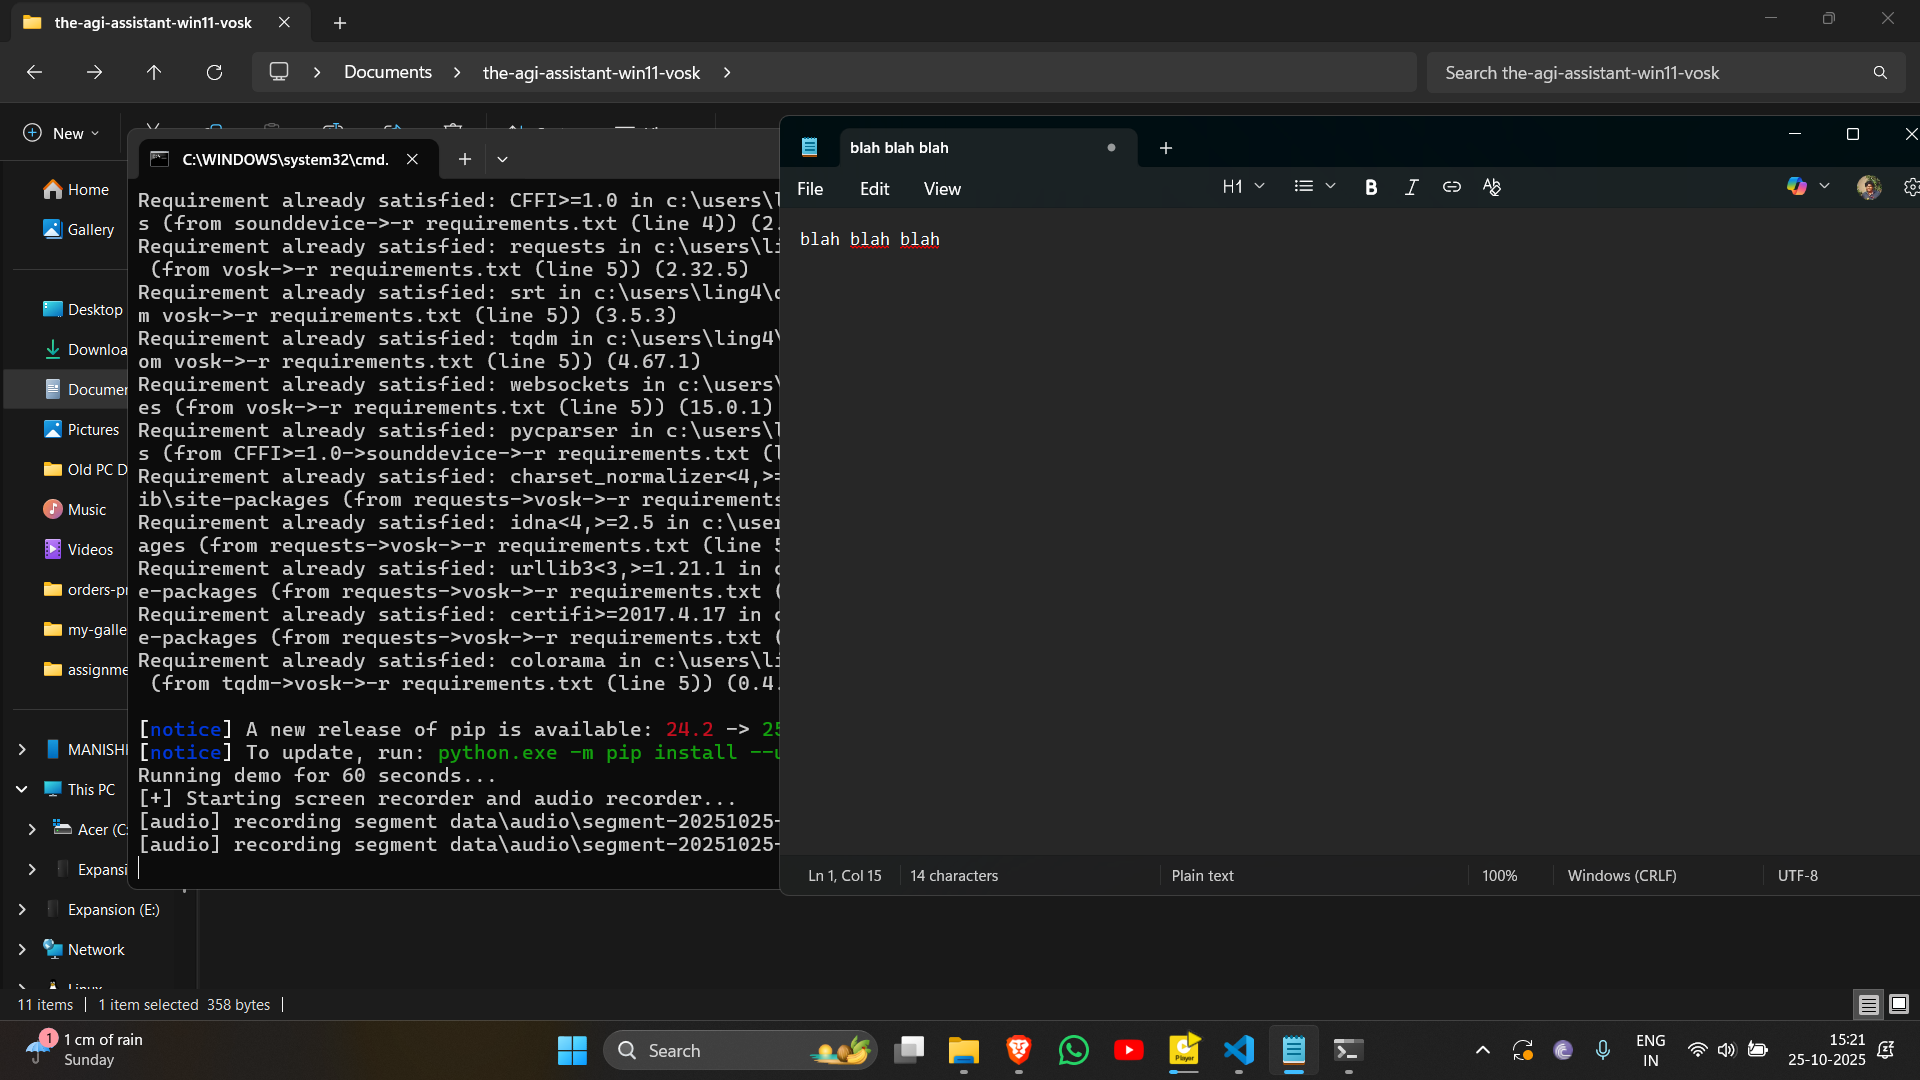 the-agi-assistant-win11-vosk
Documents
the-agi-assistant-win11-vosk
Search the-agi-assistant-win11-vosk
New
Home
Gallery
Desktop
Downloa
Documen
Pictures
Old PC D
Music
Videos
orders-pr
my-galle
assignme
MANISH
This PC
Acer (C:
Expansi
Expansion (E:)
Network
11 items
1 item selected 358 bytes
C:\WINDOWS\system32\cmd.
Requirement already satisfied: CFFI>=1.0 in c:\users\l
s (from sounddevice->-r requirements.txt (line 4)) (2.
Requirement already satisfied: requests in c:\users\li
(from vosk->-r requirements.txt (line 5)) (2.32.5)
Requirement already satisfied: srt in c:\users\ling4\
m vosk->-r requirements.txt (line 5)) (3.5.3)
Requirement already satisfied: tqdm in c:\users\ling4\
om vosk->-r requirements.txt (line 5)) (4.67.1)
Requirement already satisfied: websockets in c:\users\
es (from vosk->-r requirements.txt (line 5)) (15.0.1)
Requirement already satisfied: pycparser in c:\users\l
s (from CFFI>=1.0->sounddevice->-r requirements.txt (l
Requirement already satisfied: charset_normalizer<4,>=
ib\site-packages (from requests->vosk->-r requirements
Requirement already satisfied: idna<4,>=2.5 in c:\user
ages (from requests->vosk->-r requirements.txt (line 5
Requirement already satisfied: urllib3<3,>=1.21.1 in c
e-packages (from requests->vosk->-r requirements.txt (
Requirement already satisfied: certifi>=2017.4.17 in c
e-packages (from requests->vosk->-r requirements.txt (
Requirement already satisfied: colorama in c:\users\li
(from tqdm->vosk->-r requirements.txt (line 5)) (0.4.
[notice] A new release of pip is available: 24.2 -> 25
[notice] To update, run: python.exe -m pip install --u
Running demo for 60 seconds...
[+] Starting screen recorder and audio recorder...
[audio] recording segment data\audio\segment-20251025-
[audio] recording segment data\audio\segment-20251025-
blah blah blah
File Edit View
H1
B
blah blah blah
Ln 1, Col 15
14 characters
Plain text
100%
Windows (CRLF)
UTF-8
1
1 cm of rain
Sunday
Search
Player
ENG
IN
15:21
25-10-2025